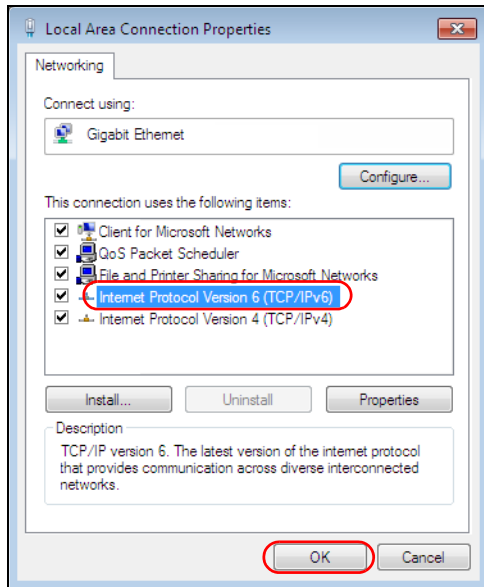 Local Area Connection Properties
Networking
Connect using:
Gigabit Ethernet
Configure...
This connection uses the following items:
Client for Microsoft Networks
QoS Packet Scheduler
File and Printer Sharing for Microsoft Networks
Internet Protocol Version 6 (TCP/IPv6)
Internet Protocol Version 4 (TCP/IPv4)
Install... Uninstall Properties
Description
TCP/IP version 6. The latest version of the internet protocol
that provides communication across diverse interconnected
networks.
OK Cancel